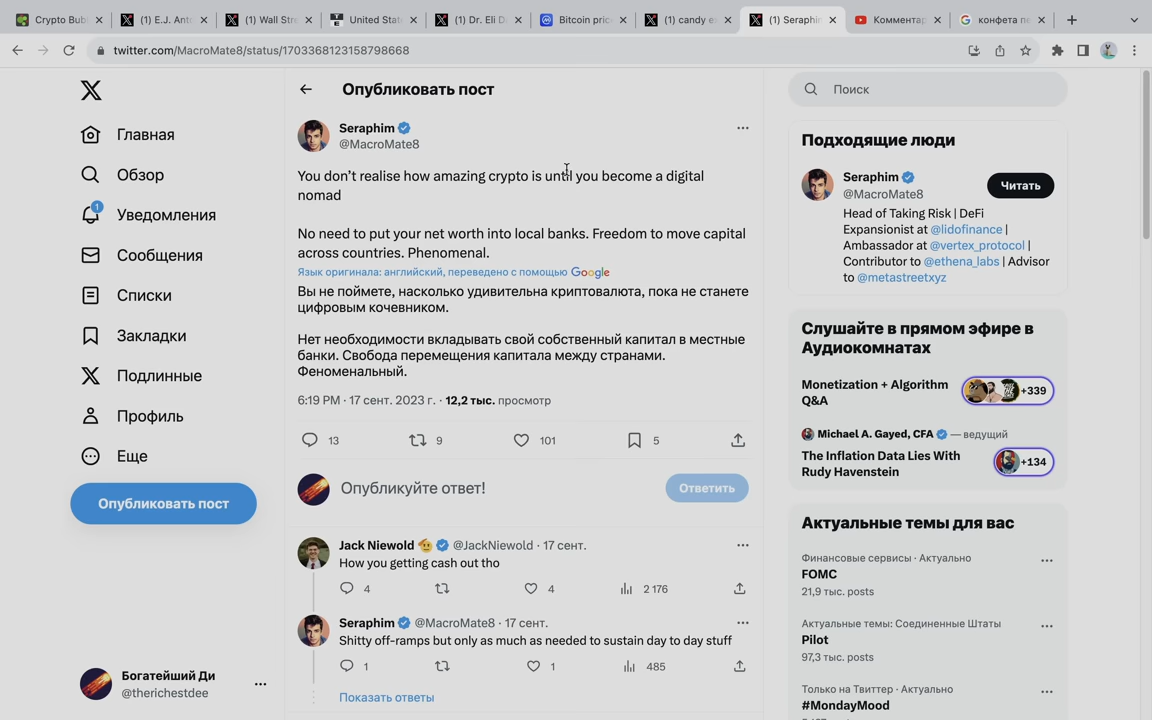 Crypto Bubl
(1) E.J. Anto
(1) Wall Stre
United State
(1) Dr. Eli D
Bitcoin pric
(1) candy e
(1) Seraphin
Комментар
конфета пе
twitter.com/MacroMate8/status/1703368123158798668
Главная
Обзор
1
Уведомления
Сообщения
Списки
Закладки
Подлинные
Профиль
Еще
Опубликовать пост
Богатейший Ди
@therichestdee
Опубликовать пост
Seraphim
@MacroMate8
You don’t realise how amazing crypto is until you become a digital
nomad
No need to put your net worth into local banks. Freedom to move capital
across countries. Phenomenal.
Язык оригинала: английский, переведено с помощью Google
Вы не поймете, насколько удивительна криптовалюта, пока не станете
цифровым кочевником.
Нет необходимости вкладывать свой собственный капитал в местные
банки. Свобода перемещения капитала между странами.
Феноменальный.
6:19 PM · 17 сент. 2023 г. · 12,2 тыс. просмотр
13 9 101 5
Опубликуйте ответ!
Ответить
Jack Niewold @JackNiewold · 17 сент.
How you getting cash out tho
4 4 2 176
Seraphim @MacroMate8 · 17 сент.
Shitty off-ramps but only as much as needed to sustain day to day stuff
1 1 485
Показать ответы
Поиск
Подходящие люди
Seraphim
@MacroMate8
Читать
Head of Taking Risk | DeFi
Expansionist at @lidofinance |
Ambassador at @vertex_protocol |
Contributor to @ethena_labs | Advisor
to @metastreetxyz
Слушайте в прямом эфире в
Аудиокомнатах
Monetization + Algorithm
Q&A
+339
Michael A. Gayed, CFA — ведущий
The Inflation Data Lies With
Rudy Havenstein
+134
Актуальные темы для вас
Финансовые сервисы · Актуально
FOMC
21,9 тыс. posts
Актуальные темы: Соединенные Штаты
Pilot
97,3 тыс. posts
Только на Твиттер · Актуально
#MondayMood